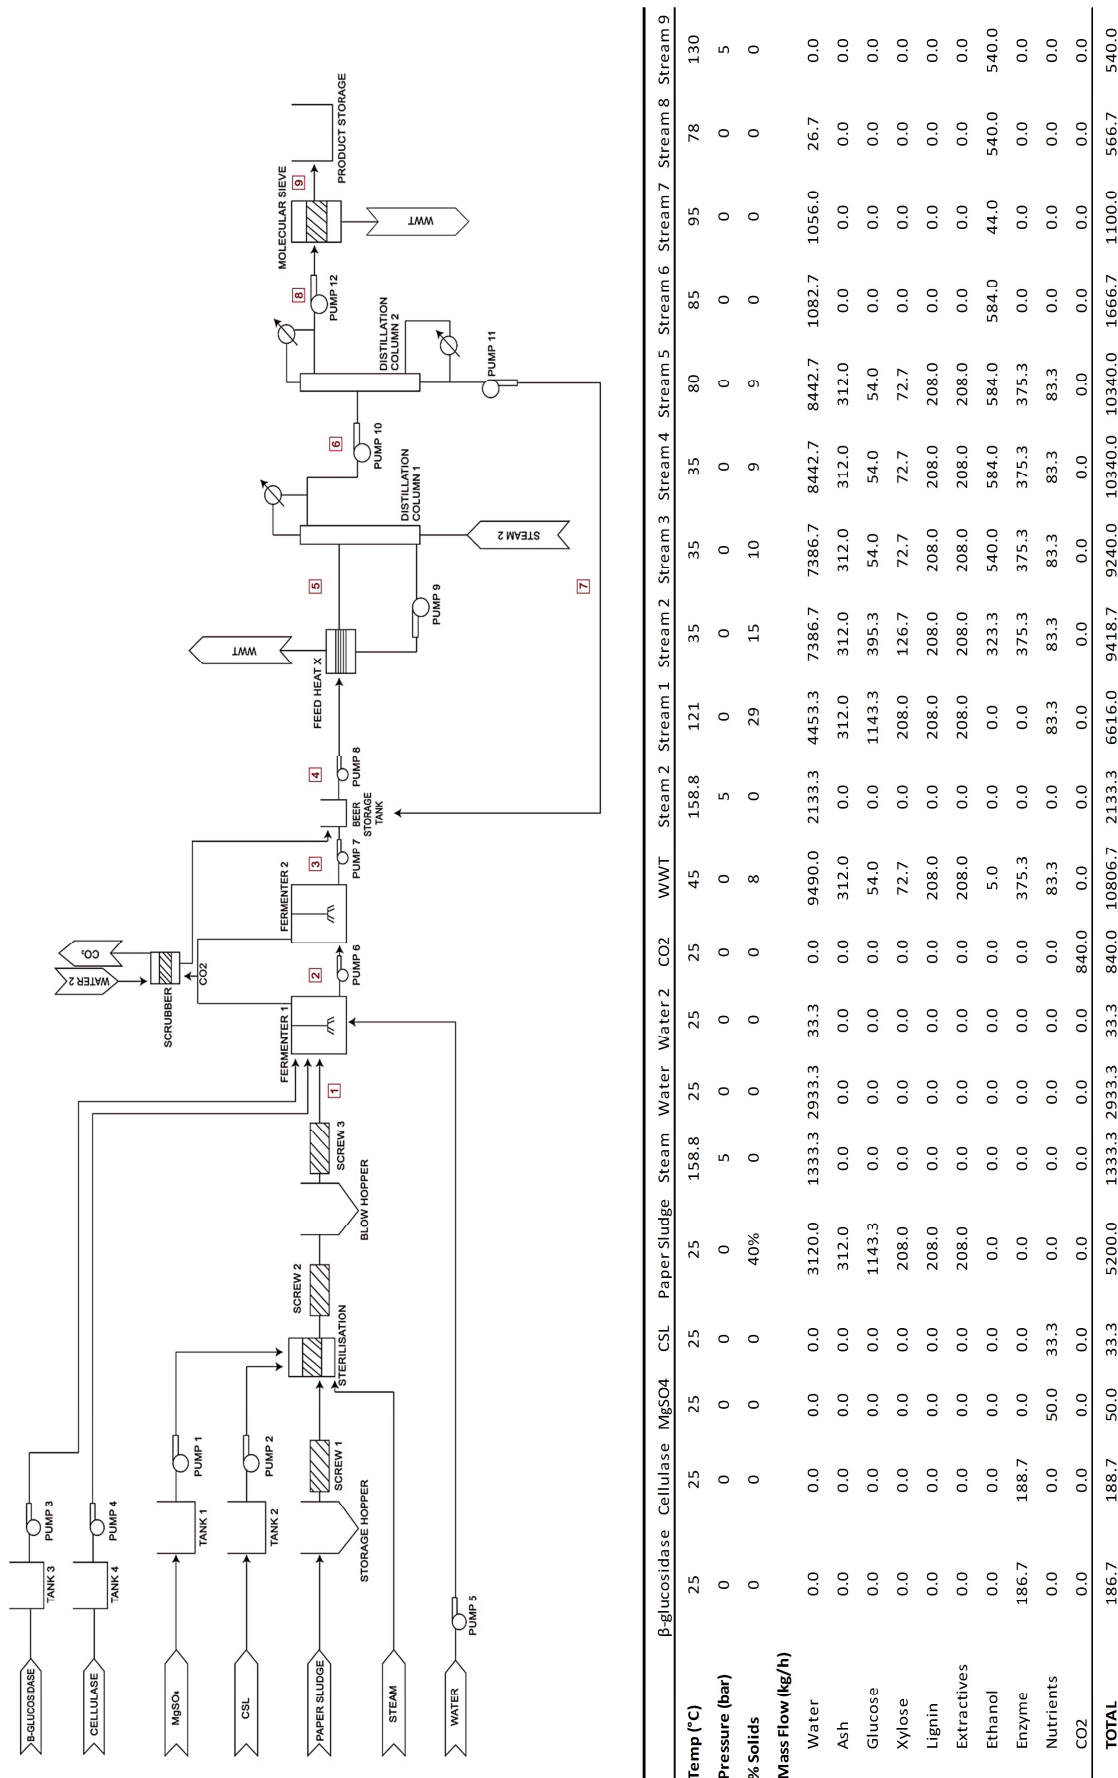 B-GLUCOSDASE
CELLULASE
MgSO₄
CSL
PAPER SLUDGE
STEAM
WATER
TANK 3
PUMP 3
TANK 4
PUMP 4
TANK 1
PUMP 1
TANK 2
PUMP 2
STORAGE HOPPER
SCREW 1
PUMP 5
STERILISATION
SCREW 2
BLOW HOPPER
SCREW 3
1
FERMENTER 1
2
PUMP 6
SCRUBBER
WATER 2
CO₂
CO2
FERMENTER 2
3
PUMP 7
BEER
STORAGE
TANK
4
PUMP 8
FEED HEAT X
WWT
5
PUMP 9
DISTILLATION
COLUMN 1
STEAM 2
6
PUMP 10
7
DISTILLATION
COLUMN 2
PUMP 11
8
PUMP 12
MOLECULAR SIEVE
WWT
9
PRODUCT STORAGE
β-glucosidase Cellulase MgSO4 CSL Paper Sludge Steam Water Water 2 CO2 WWT Steam 2 Stream 1 Stream 2 Stream 3 Stream 4 Stream 5 Stream 6 Stream 7 Stream 8 Stream 9
Temp (°C) 25 25 25 25 25 158.8 25 25 25 45 158.8 121 35 35 35 80 85 95 78 130
Pressure (bar) 0 0 0 0 0 5 0 0 0 0 5 0 0 0 0 0 0 0 0 5
% Solids 0 0 0 0 40% 0 0 0 0 8 0 29 15 10 9 9 0 0 0 0
Mass Flow (kg/h)
Water 0.0 0.0 0.0 0.0 3120.0 1333.3 2933.3 33.3 0.0 9490.0 2133.3 4453.3 7386.7 7386.7 8442.7 8442.7 1082.7 1056.0 26.7 0.0
Ash 0.0 0.0 0.0 0.0 312.0 0.0 0.0 0.0 0.0 312.0 0.0 312.0 312.0 312.0 312.0 312.0 0.0 0.0 0.0 0.0
Glucose 0.0 0.0 0.0 0.0 1143.3 0.0 0.0 0.0 0.0 54.0 0.0 1143.3 395.3 54.0 54.0 54.0 0.0 0.0 0.0 0.0
Xylose 0.0 0.0 0.0 0.0 208.0 0.0 0.0 0.0 0.0 72.7 0.0 208.0 126.7 72.7 72.7 72.7 0.0 0.0 0.0 0.0
Lignin 0.0 0.0 0.0 0.0 208.0 0.0 0.0 0.0 0.0 208.0 0.0 208.0 208.0 208.0 208.0 208.0 0.0 0.0 0.0 0.0
Extractives 0.0 0.0 0.0 0.0 208.0 0.0 0.0 0.0 0.0 208.0 0.0 208.0 208.0 208.0 208.0 208.0 0.0 0.0 0.0 0.0
Ethanol 0.0 0.0 0.0 0.0 0.0 0.0 0.0 0.0 0.0 5.0 0.0 0.0 323.3 540.0 584.0 584.0 584.0 44.0 540.0 540.0
Enzyme 186.7 188.7 0.0 0.0 0.0 0.0 0.0 0.0 0.0 375.3 0.0 0.0 375.3 375.3 375.3 375.3 0.0 0.0 0.0 0.0
Nutrients 0.0 0.0 50.0 33.3 0.0 0.0 0.0 0.0 0.0 83.3 0.0 83.3 83.3 83.3 83.3 83.3 0.0 0.0 0.0 0.0
CO2 0.0 0.0 0.0 0.0 0.0 0.0 0.0 0.0 840.0 0.0 0.0 0.0 0.0 0.0 0.0 0.0 0.0 0.0 0.0 0.0
TOTAL 186.7 188.7 50.0 33.3 5200.0 1333.3 2933.3 33.3 840.0 10806.7 2133.3 6616.0 9418.7 9240.0 10340.0 10340.0 1666.7 1100.0 566.7 540.0